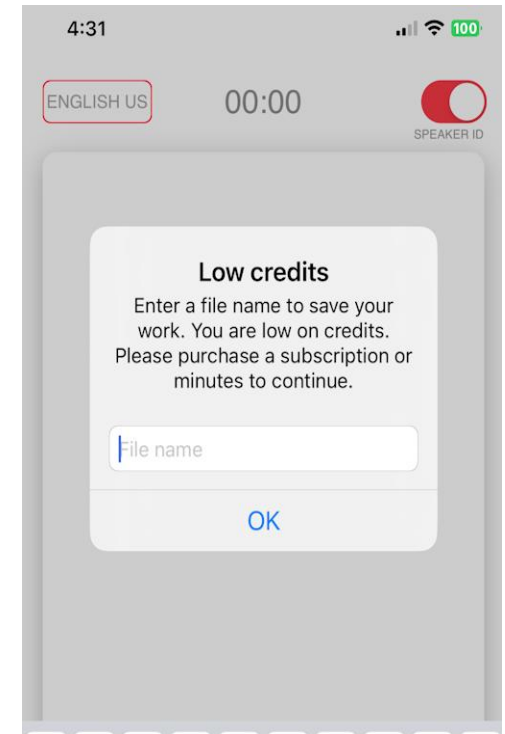 4:31
100
ENGLISH US
00:00
SPEAKER ID
Low credits
Enter a file name to save your
work. You are low on credits.
Please purchase a subscription or
minutes to continue.
File name
OK